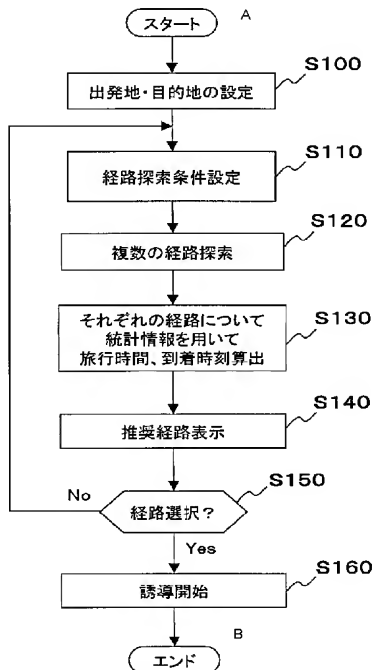 スタート
A
S100
出発地・目的地の設定
S110
経路探索条件設定
S120
複数の経路探索
S130
それぞれの経路について
統計情報を用いて
旅行時間、到着時刻算出
S140
推奨経路表示
S150
No
経路選択？
Yes
S160
誘導開始
B
エンド